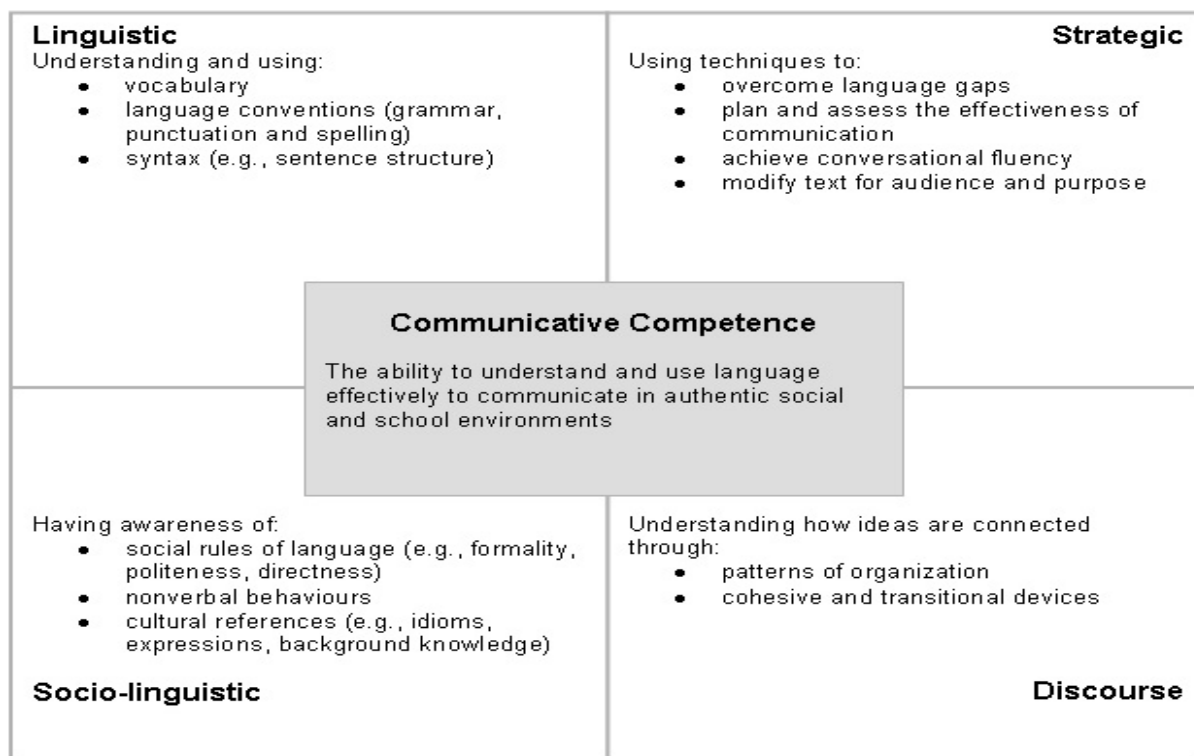 Linguistic
Understanding and using:
● vocabulary
● language conventions (grammar,
punctuation and spelling)
● syntax (e.g., sentence structure)
Strategic
Using techniques to:
● overcome language gaps
● plan and assess the effectiveness of
communication
● achieve conversational fluency
● modify text for audience and purpose
Communicative Competence
The ability to understand and use language
effectively to communicate in authentic social
and school environments
Having awareness of:
● social rules of language (e.g., formality,
politeness, directness)
● nonverbal behaviours
● cultural references (e.g., idioms,
expressions, background knowledge)
Socio-linguistic
Understanding how ideas are connected
through:
● patterns of organization
● cohesive and transitional devices
Discourse